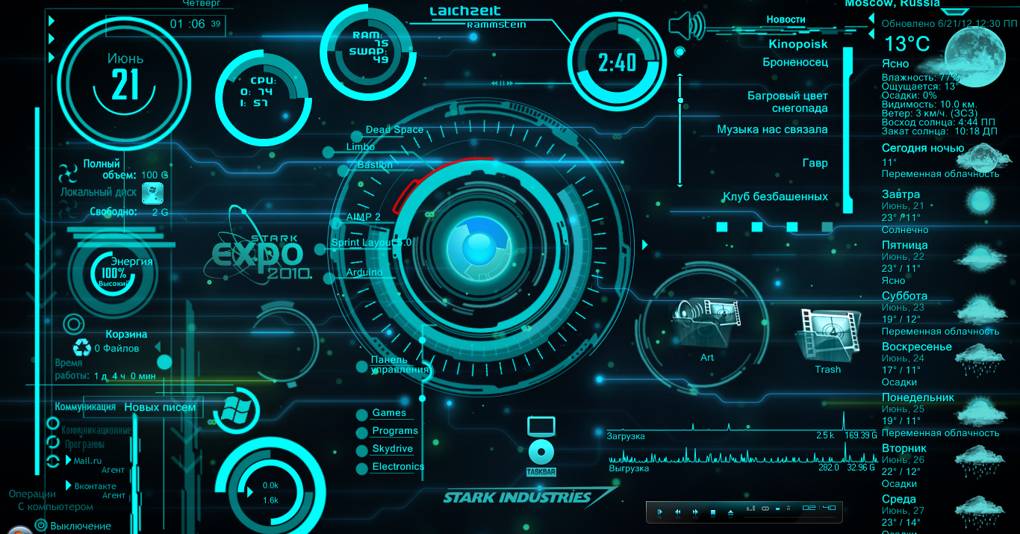 Четверг
01 :06 39
Июнь
21
CPU:
0: 74
1: 57
RAM:
75
SWAP:
49
Laichzeit
Rammstein
2:40
Новости
Kinopoisk
Броненосец
Багровый цвет
снегопада
Музыка нас связала
Гавр
Клуб безбашенных
Moscow, Russia
Обновлено 6/21/12 12:30 ПП
13°C
Ясно
Влажность: 77%
Ощущается: 13°
Осадки: 0%
Видимость: 10.0 км.
Ветер: 3 км/ч. (ЗСЗ)
Восход солнца: 4:44 ПП
Закат солнца: 10:18 ДП
Сегодня ночью
11°
Переменная облачность
Завтра
Июнь, 21
23° / 11°
Солнечно
Пятница
Июнь, 22
23° / 11°
Ясно
Суббота
Июнь, 23
19° / 12°
Переменная облачность
Воскресенье
Июнь, 24
17° / 11°
Осадки
Понедельник
Июнь, 25
19° / 11°
Переменная облачность
Вторник
Июнь, 26
22° / 12°
Осадки
Среда
Июнь, 27
23° / 14°
Осадки
Полный
объем: 100 G
Локальный диск
Свободно: 2 G
Энергия
100%
Высокий
Корзина
0 Файлов
Время
работы: 1 д 4 ч 0 мин
Коммуникация
Новых писем
Коммуникационные
Программы
Mail.ru
Агент
Вконтакте
Агент
Операции
С компьютером
Выключение
STARK
EXPO
2010
Dead Space
Limbo
Bastion
AIMP 2
Sprint Layout 5.0
Arduino
Панель
управления
Games
Programs
Skydrive
Electronics
0.0k
1.6k
TASKBAR
STARK INDUSTRIES
Art
Trash
Загрузка
2.5 k 169.39 G
Выгрузка
282.0 32.96 G
02:40